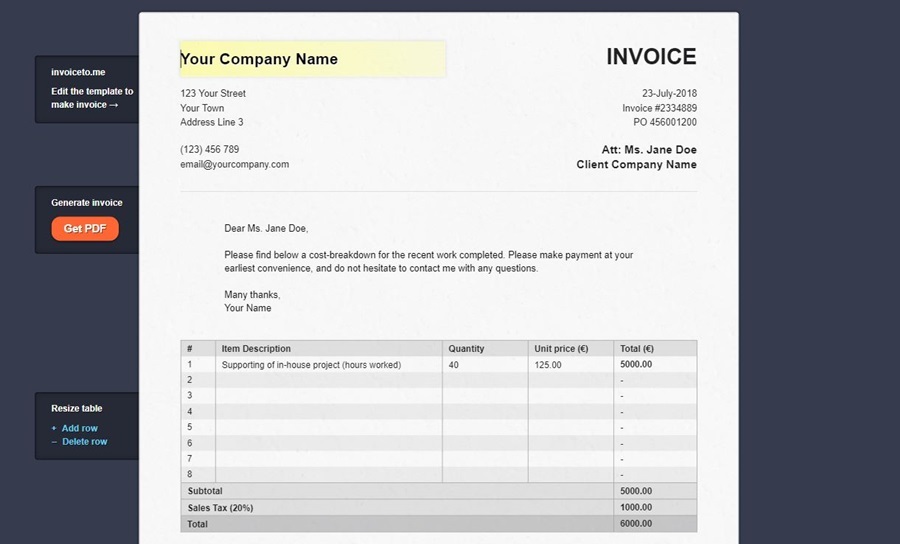 invoiceto.me
Edit the template to
make invoice →
Generate invoice
Get PDF
Resize table
+ Add row
– Delete row
Your Company Name
INVOICE
123 Your Street
Your Town
Address Line 3
(123) 456 789
email@yourcompany.com
23-July-2018
Invoice #2334889
PO 456001200
Att: Ms. Jane Doe
Client Company Name
Dear Ms. Jane Doe,
Please find below a cost-breakdown for the recent work completed. Please make payment at your
earliest convenience, and do not hesitate to contact me with any questions.
Many thanks,
Your Name
# Item Description Quantity Unit price (€) Total (€)
1 Supporting of in-house project (hours worked) 40 125.00 5000.00
2 -
3 -
4 -
5 -
6 -
7 -
8 -
Subtotal 5000.00
Sales Tax (20%) 1000.00
Total 6000.00